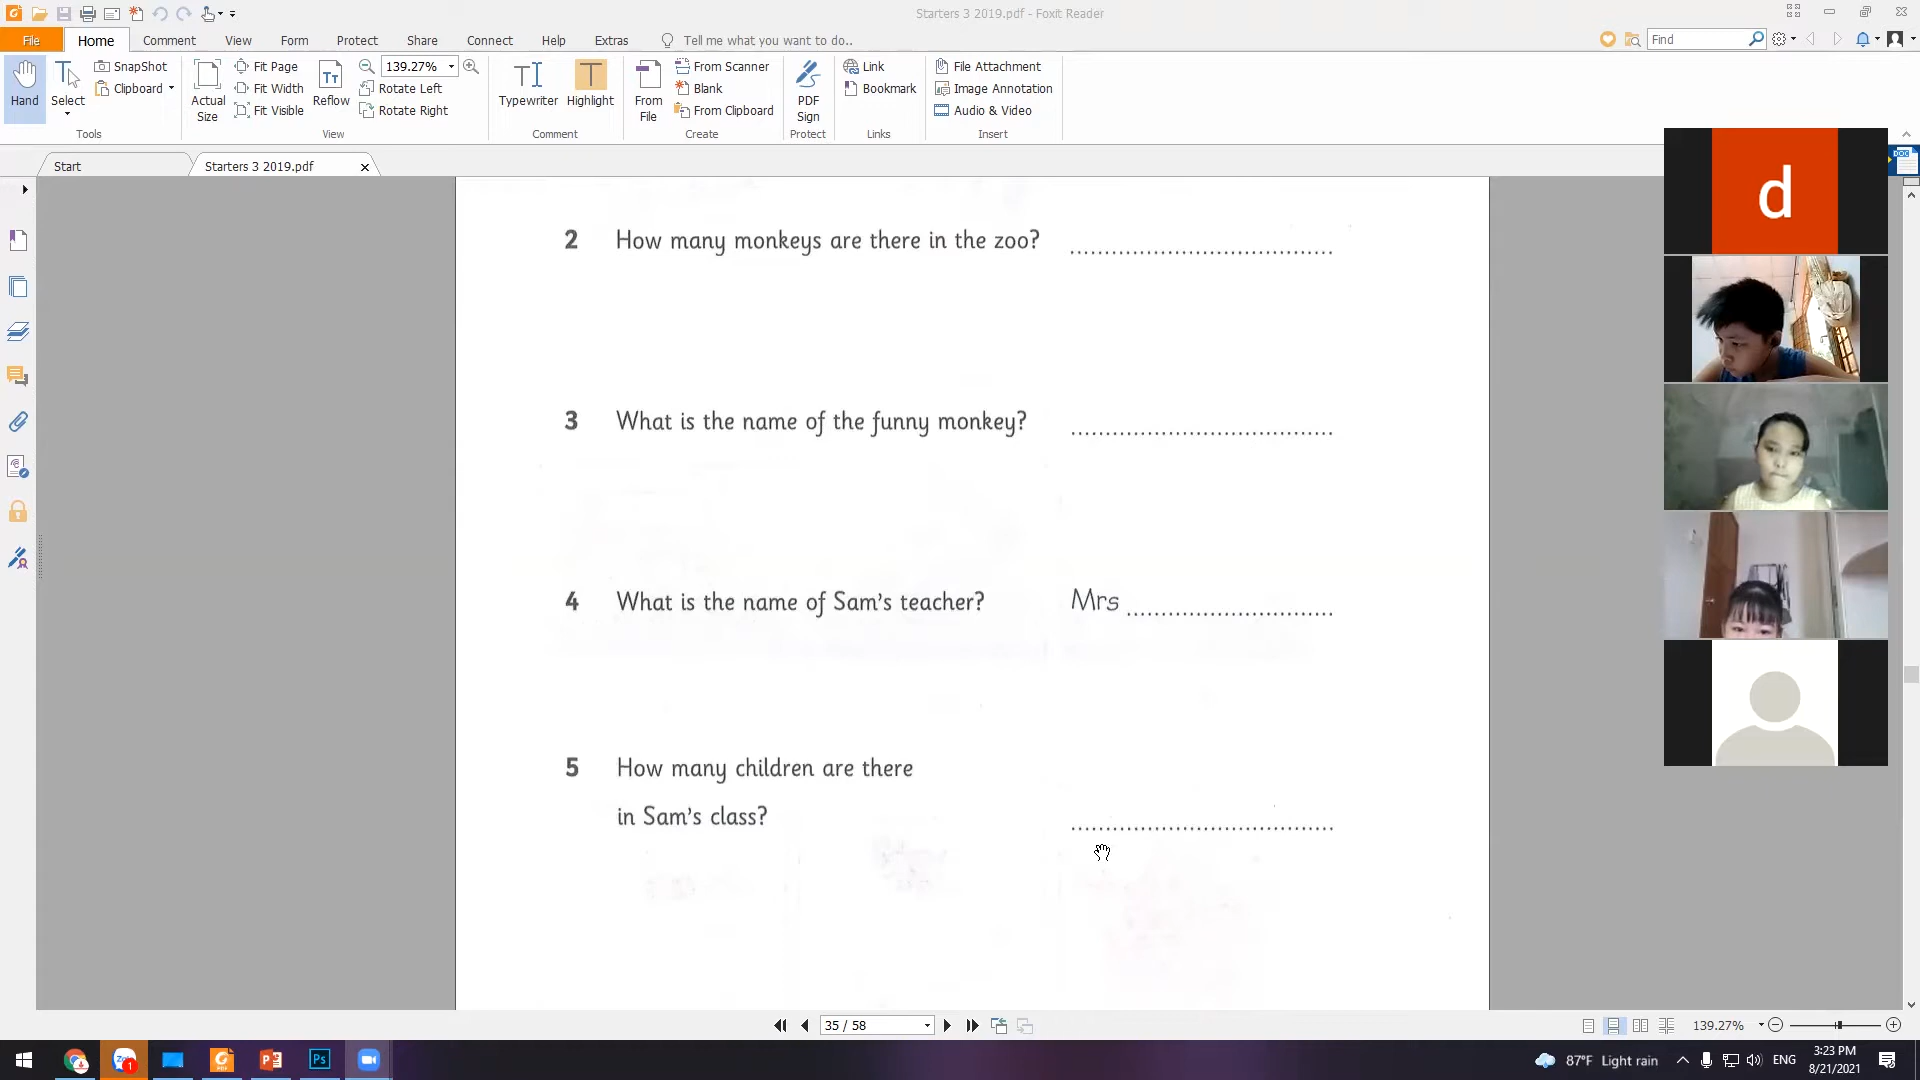 Starters 3 2019.pdf - Foxit Reader
File Home Comment View Form Protect Share Connect Help Extras Tell me what you want to do.. Find
Hand
Select
SnapShot
Clipboard
Tools
Actual Size
Fit Page
Fit Width
Fit Visible
Reflow
139.27%
Rotate Left
Rotate Right
View
Typewriter
Highlight
Comment
From File
From Scanner
Blank
From Clipboard
Create
PDF Sign
Protect
Link
Bookmark
Links
File Attachment
Image Annotation
Audio & Video
Insert
Start
Starters 3 2019.pdf
DOC
d
2 How many monkeys are there in the zoo? ......................................
3 What is the name of the funny monkey? ......................................
4 What is the name of Sam's teacher? Mrs ..............................
5 How many children are there
in Sam's class? ......................................
35 / 58
139.27%
87°F Light rain
ENG
3:23 PM
8/21/2021